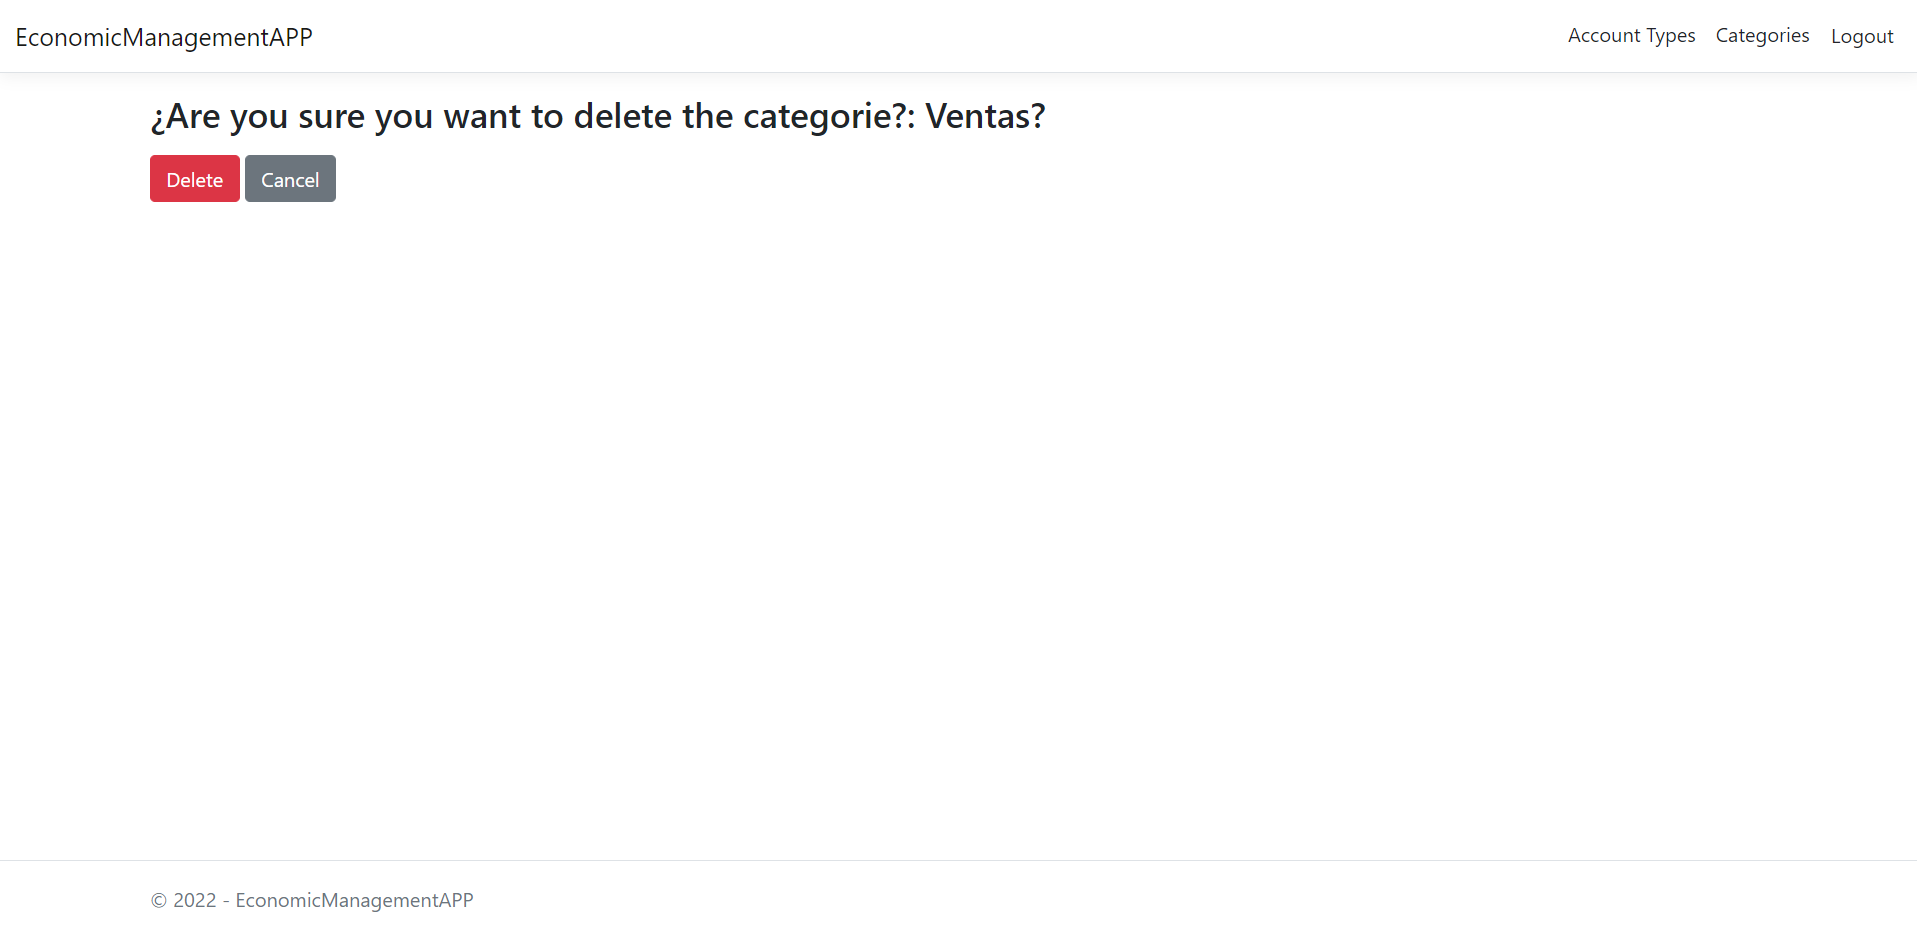 EconomicManagementAPP
Account Types
Categories
Logout
¿Are you sure you want to delete the categorie?: Ventas?
Delete
Cancel
© 2022 - EconomicManagementAPP